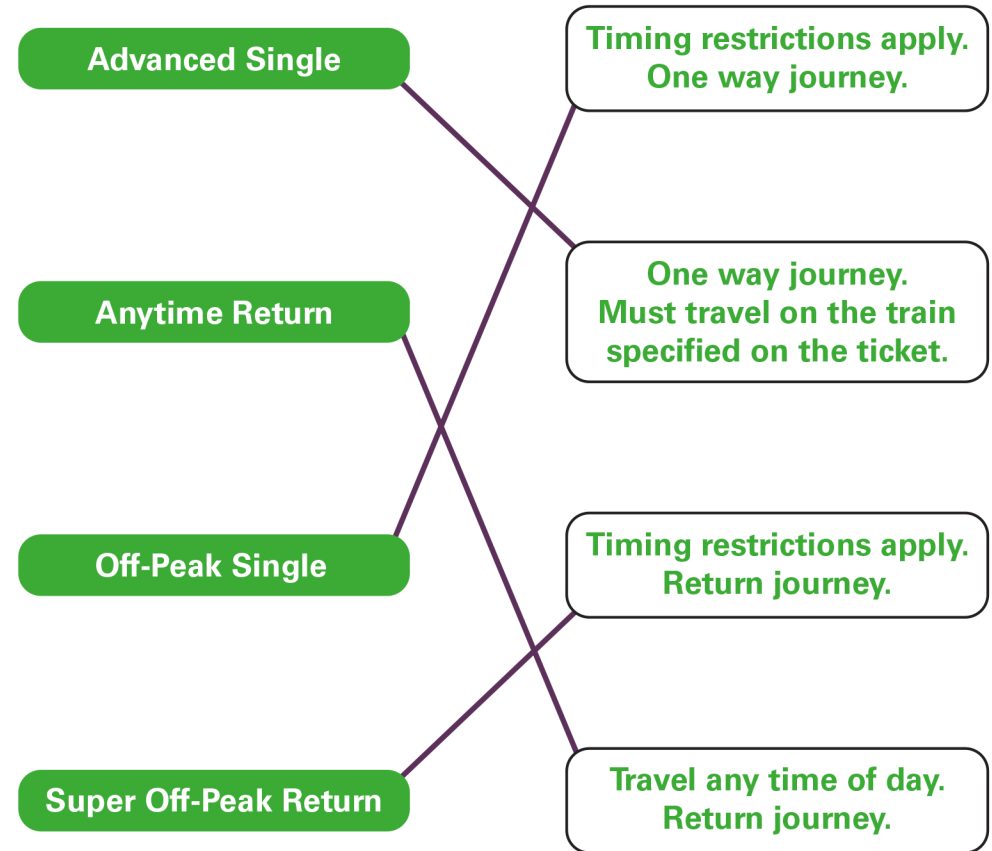 Advanced Single
Timing restrictions apply.
One way journey.
Anytime Return
One way journey.
Must travel on the train
specified on the ticket.
Off-Peak Single
Timing restrictions apply.
Return journey.
Super Off-Peak Return
Travel any time of day.
Return journey.